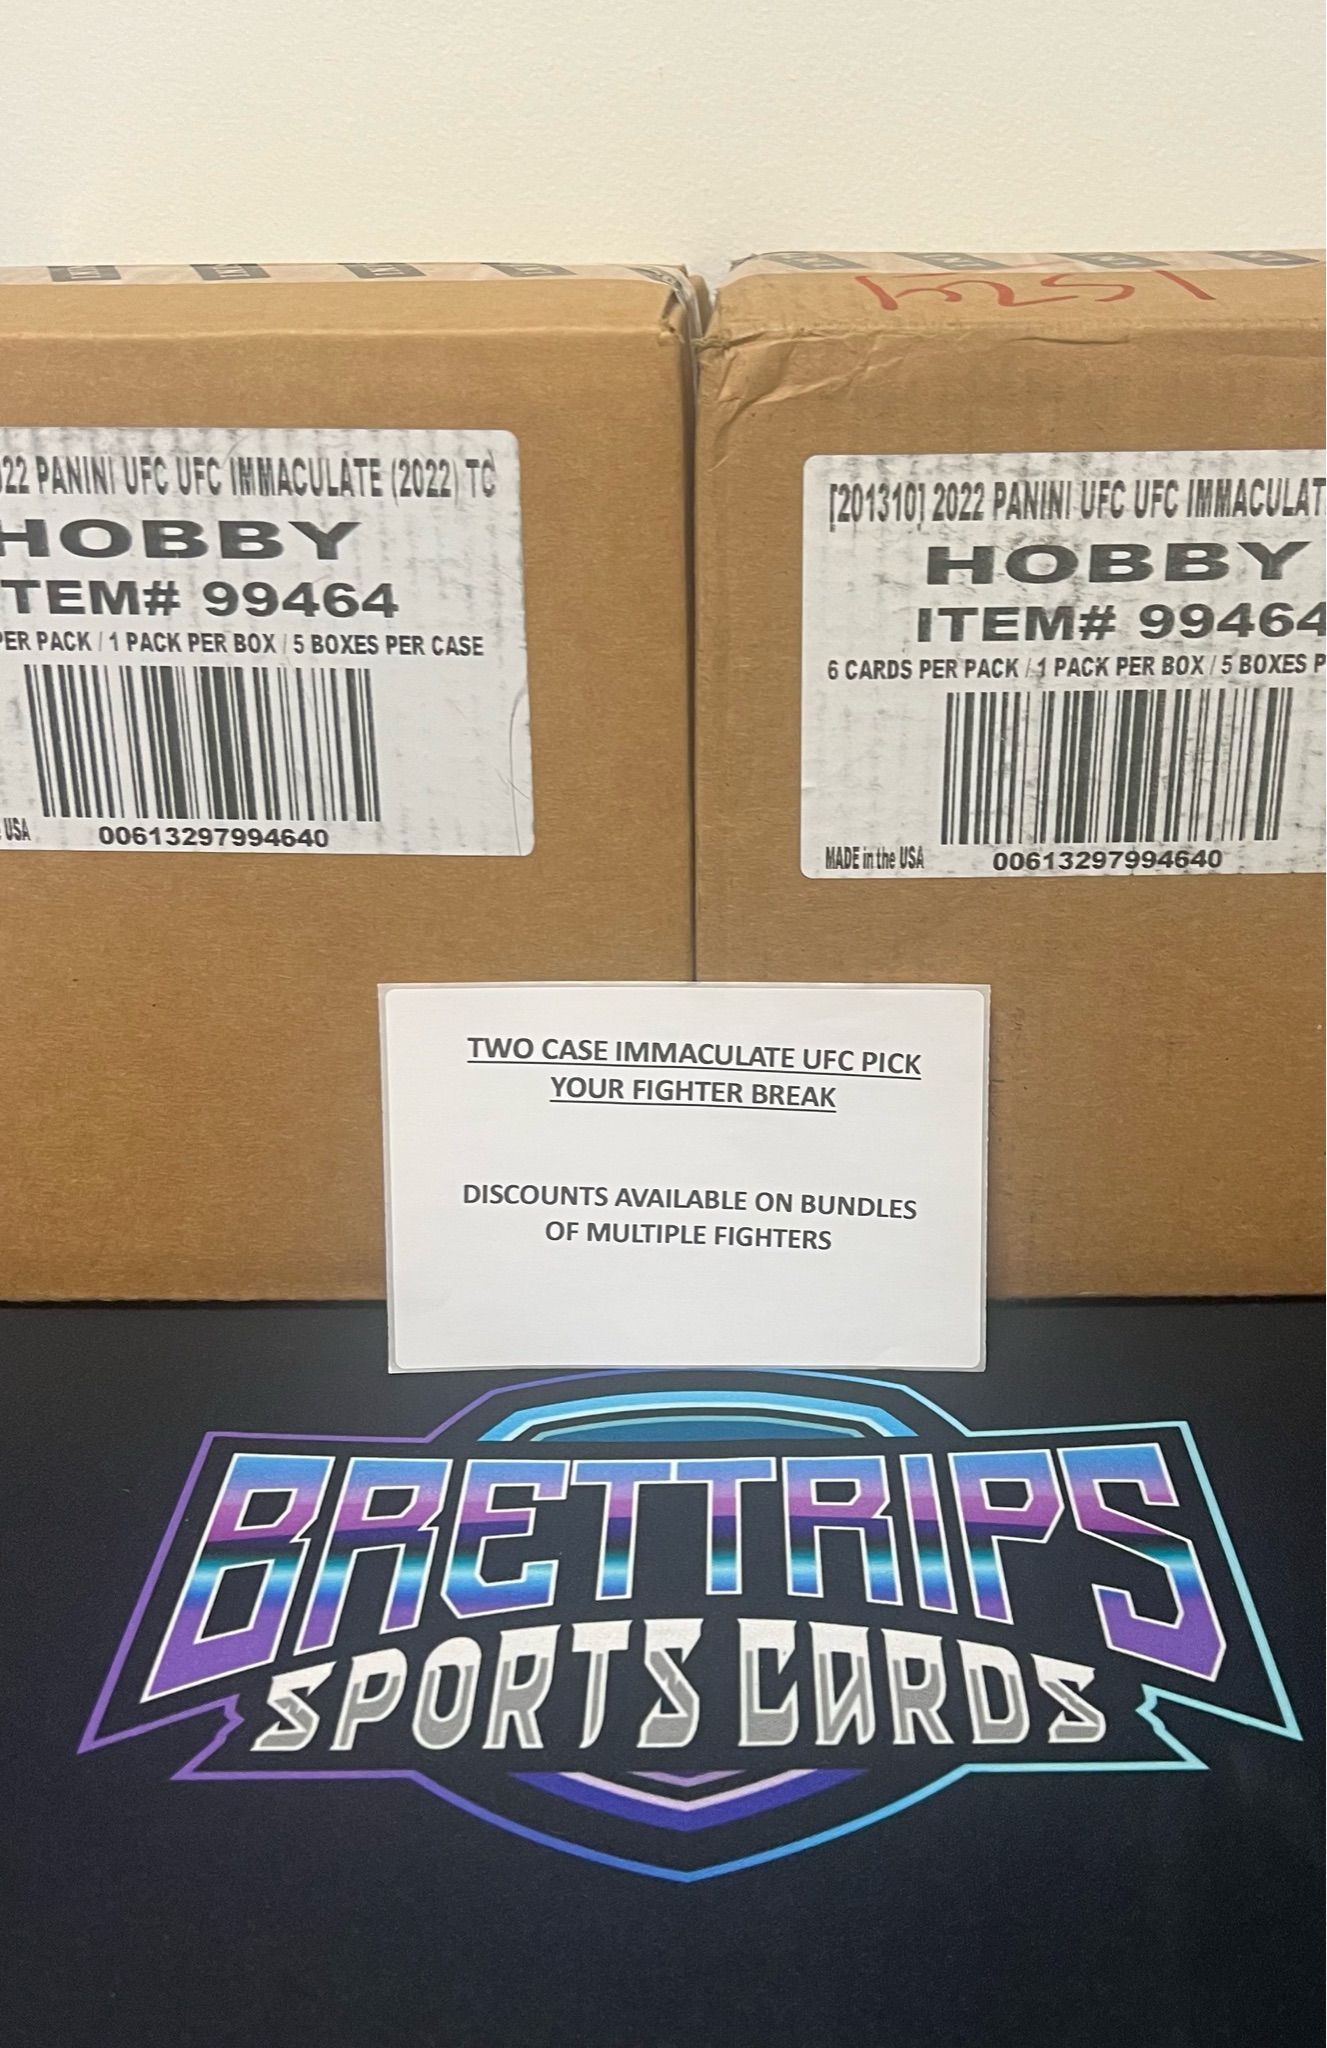 22 PANINI UFC UFC IMMACULATE (2022) TC
HOBBY
TEM# 99464
PER PACK / 1 PACK PER BOX / 5 BOXES PER CASE
USA
00613297994640
[201310] 2022 PANINI UFC UFC IMMACULAT
HOBBY
ITEM# 99464
6 CARDS PER PACK / 1 PACK PER BOX / 5 BOXES P
MADE in the USA
00613297994640
TWO CASE IMMACULATE UFC PICK
YOUR FIGHTER BREAK
DISCOUNTS AVAILABLE ON BUNDLES
OF MULTIPLE FIGHTERS
BRETTRIPS
SPORTS CARDS